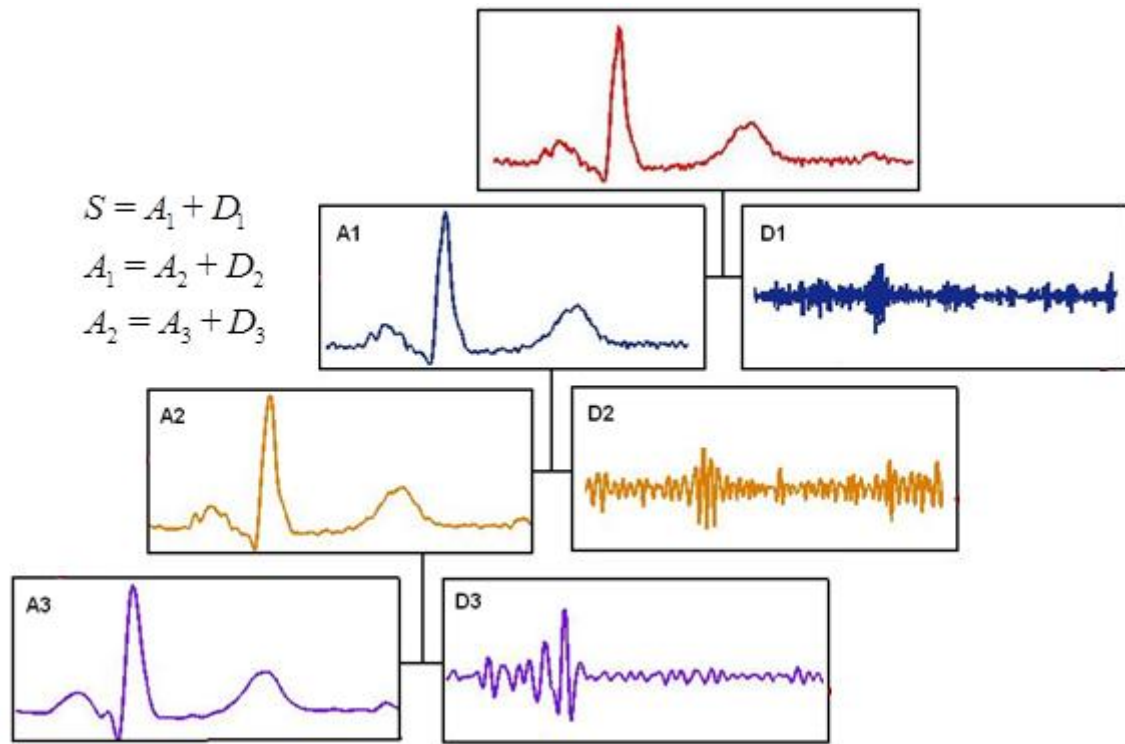 S = A₁ + D₁
A₁ = A₂ + D₂
A₂ = A₃ + D₃
A1
D1
A2
D2
A3
D3